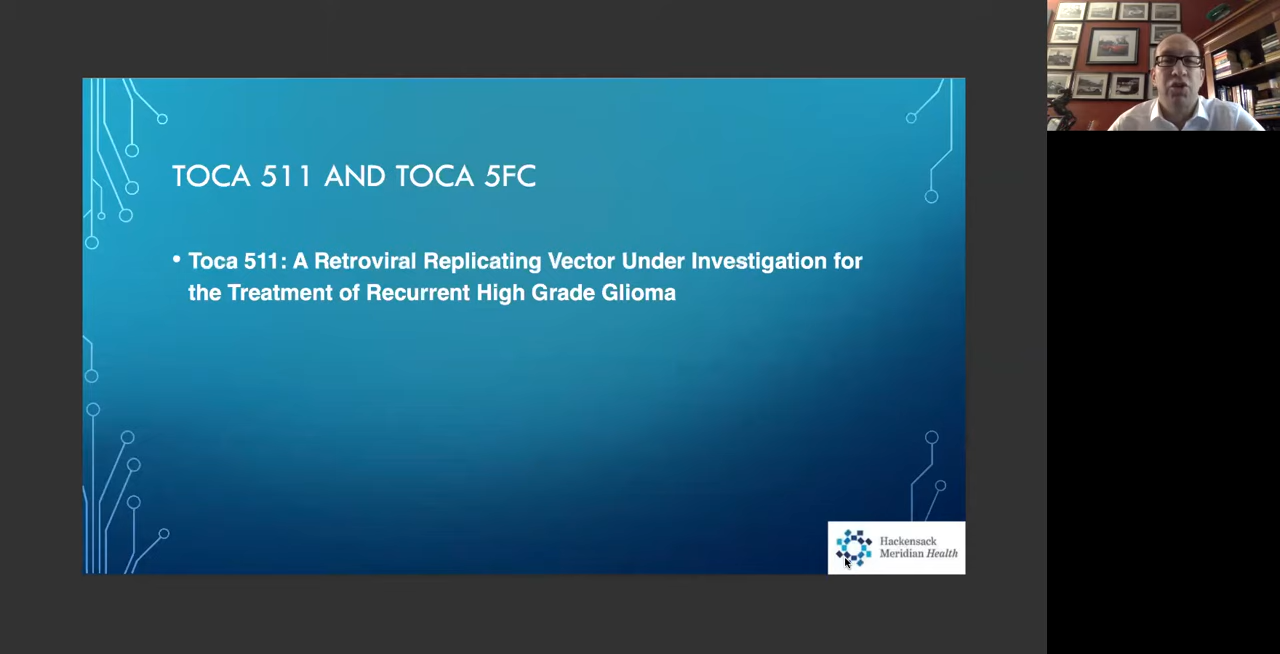 TOCA 511 AND TOCA 5FC
• Toca 511: A Retroviral Replicating Vector Under Investigation for
the Treatment of Recurrent High Grade Glioma
Hackensack
Meridian Health